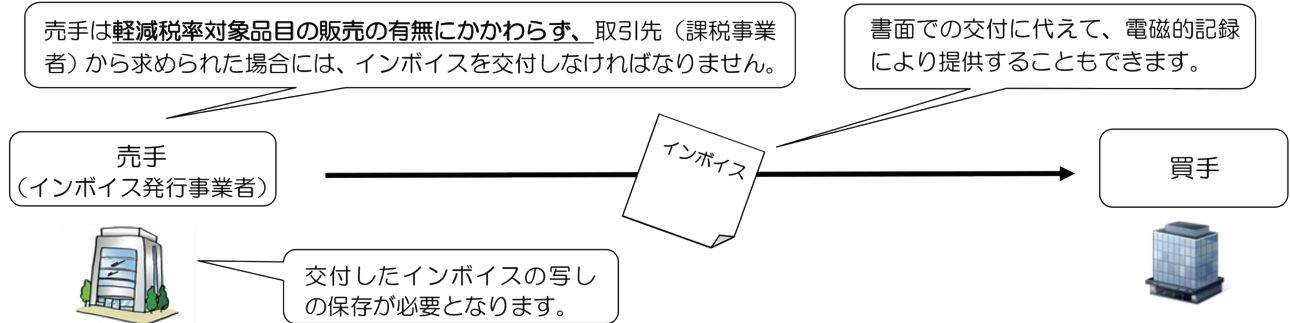 売手は軽減税率対象品目の販売の有無にかかわらず、取引先（課税事業
者）から求められた場合には、インボイスを交付しなければなりません。
書面での交付に代えて、電磁的記録
により提供することもできます。
売手
（インボイス発行事業者）
インボイス
買手
交付したインボイスの写し
の保存が必要となります。